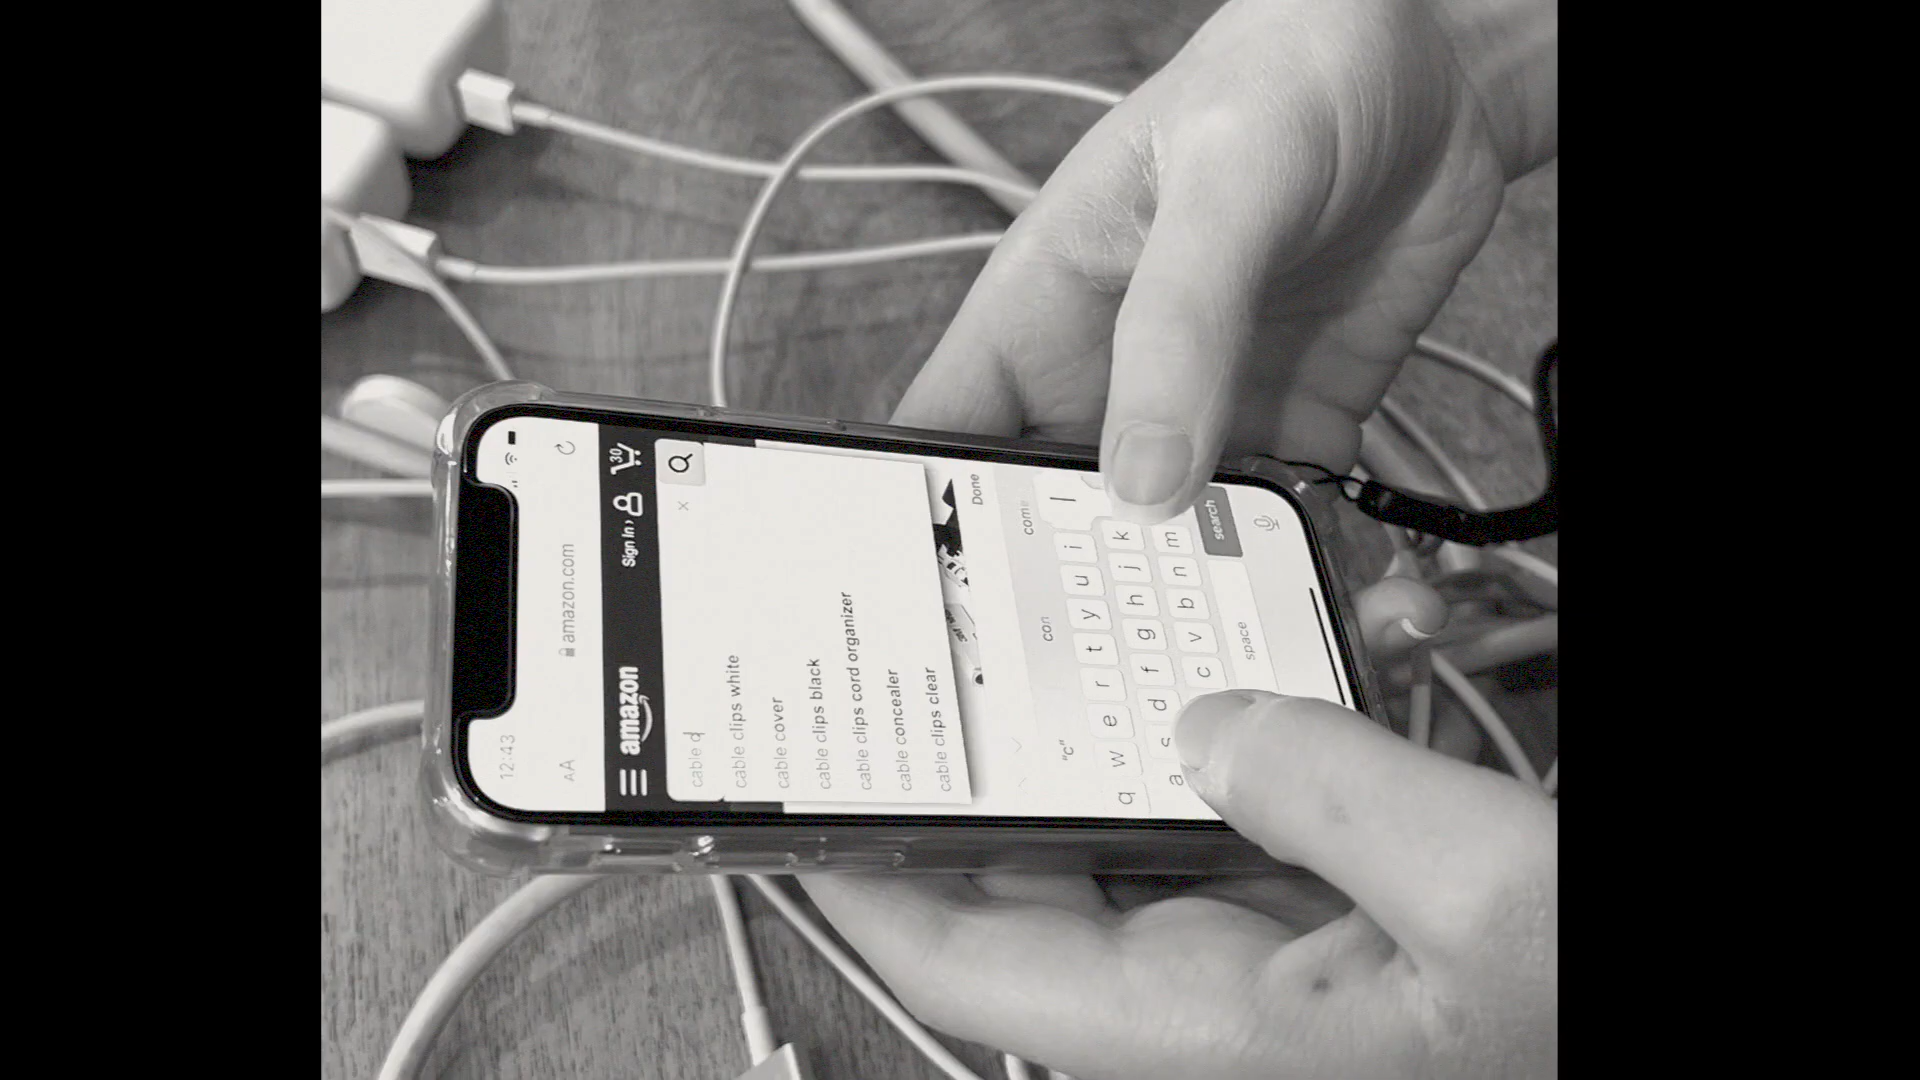 12:43
AA amazon.com
amazon Sign In › 30
cable c
cable clips white
cable cover
cable clips black
cable clips cord organizer
cable concealer
cable clips clear
Done
"c" con come
q w e r t y u i
a s d f g h j k
c v b n m
space search